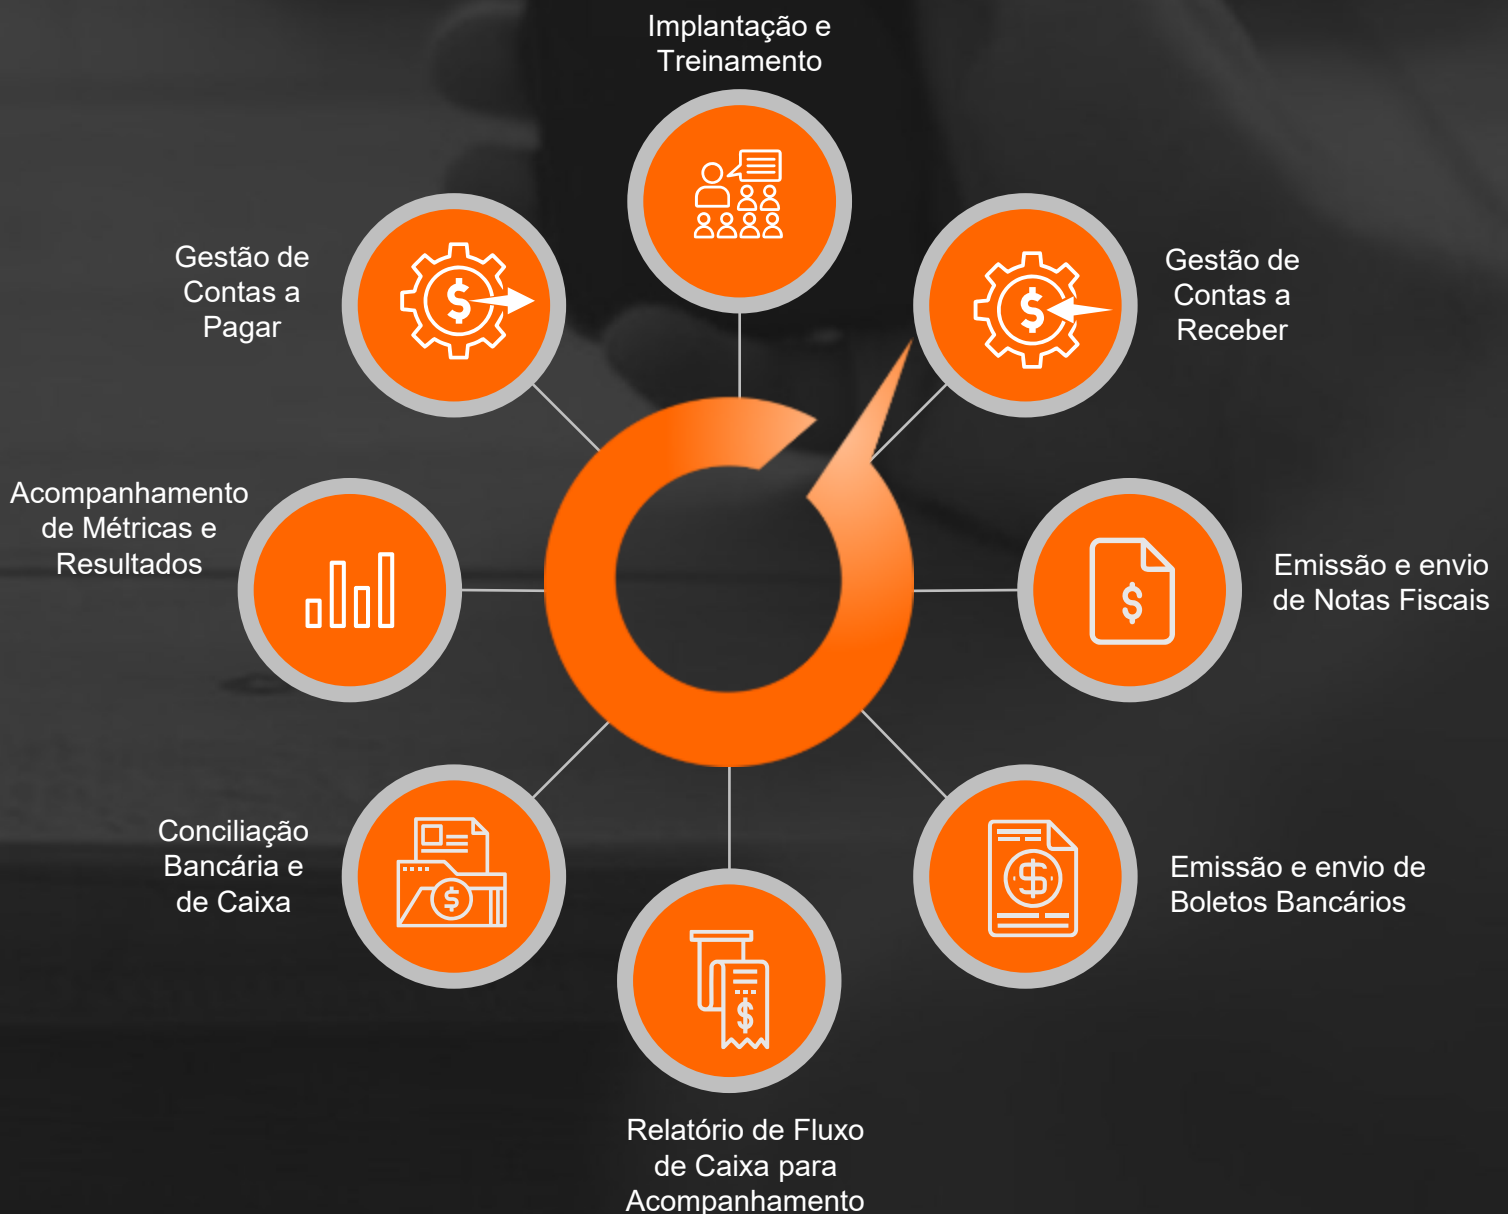 Implantação e
Treinamento
Gestão de
Contas a
Pagar
Gestão de
Contas a
Receber
Acompanhamento
de Métricas e
Resultados
Emissão e envio
de Notas Fiscais
Conciliação
Bancária e
de Caixa
Emissão e envio de
Boletos Bancários
Relatório de Fluxo
de Caixa para
Acompanhamento